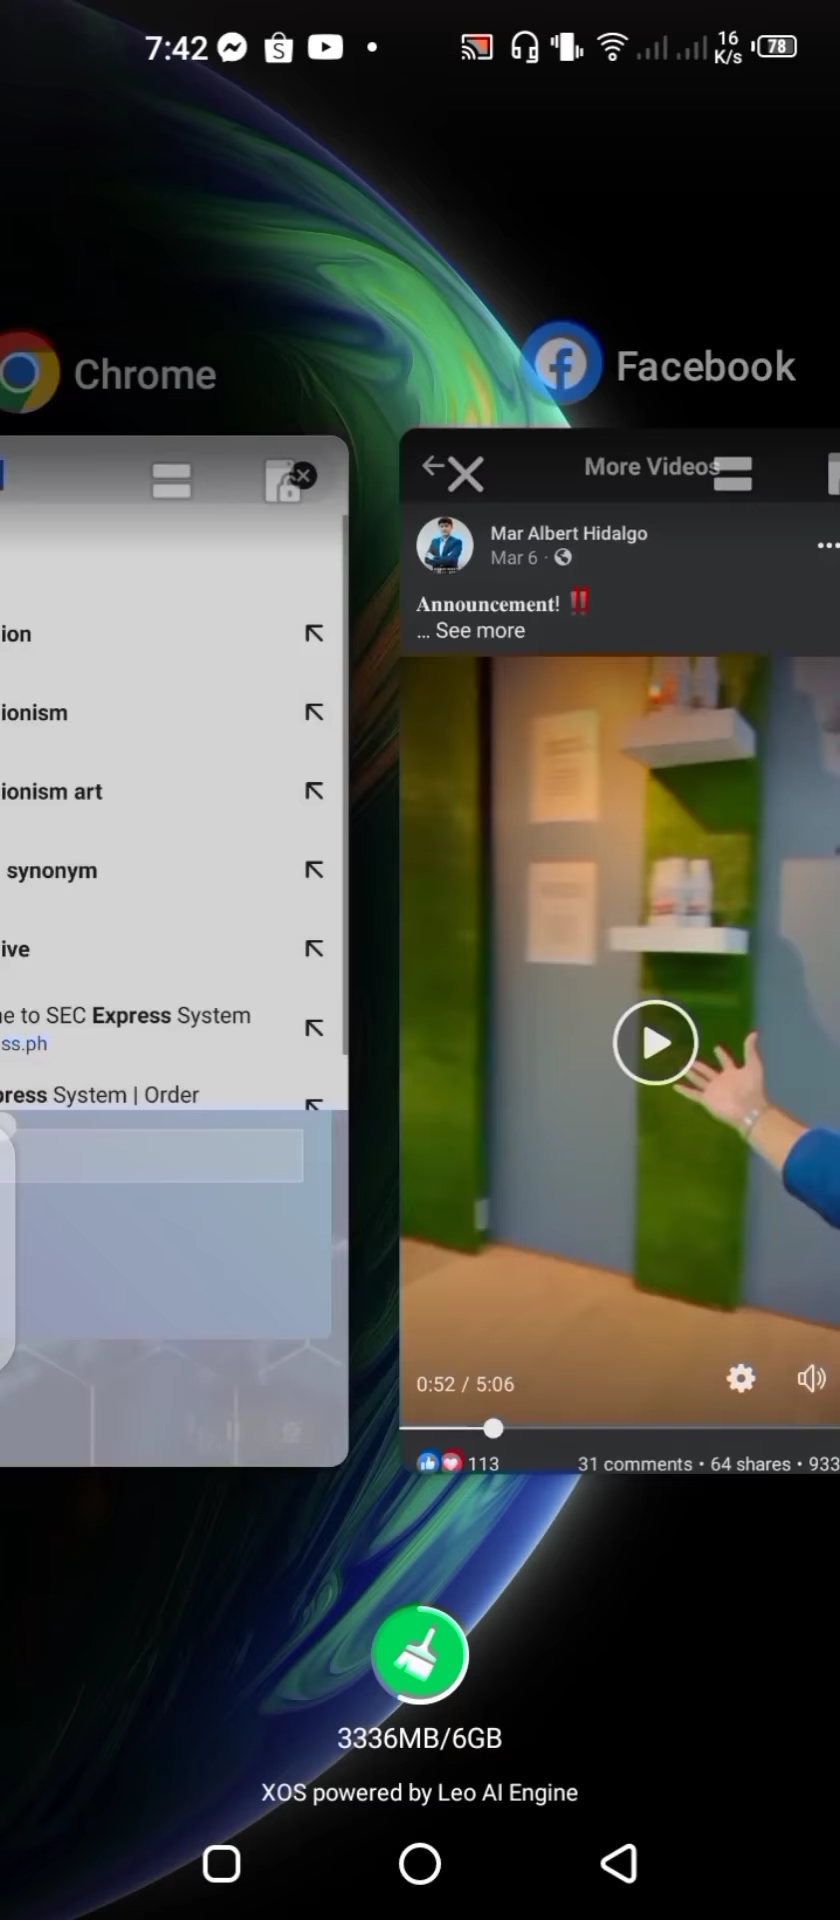 7:42
16
K/s
78
Chrome
Facebook
More Videos
Mar Albert Hidalgo
Mar 6
Announcement! ‼️
... See more
ion
ionism
ionism art
synonym
ive
e to SEC Express System
ss.ph
press System | Order
0:52 / 5:06
113
31 comments • 64 shares • 933
3336MB/6GB
XOS powered by Leo AI Engine